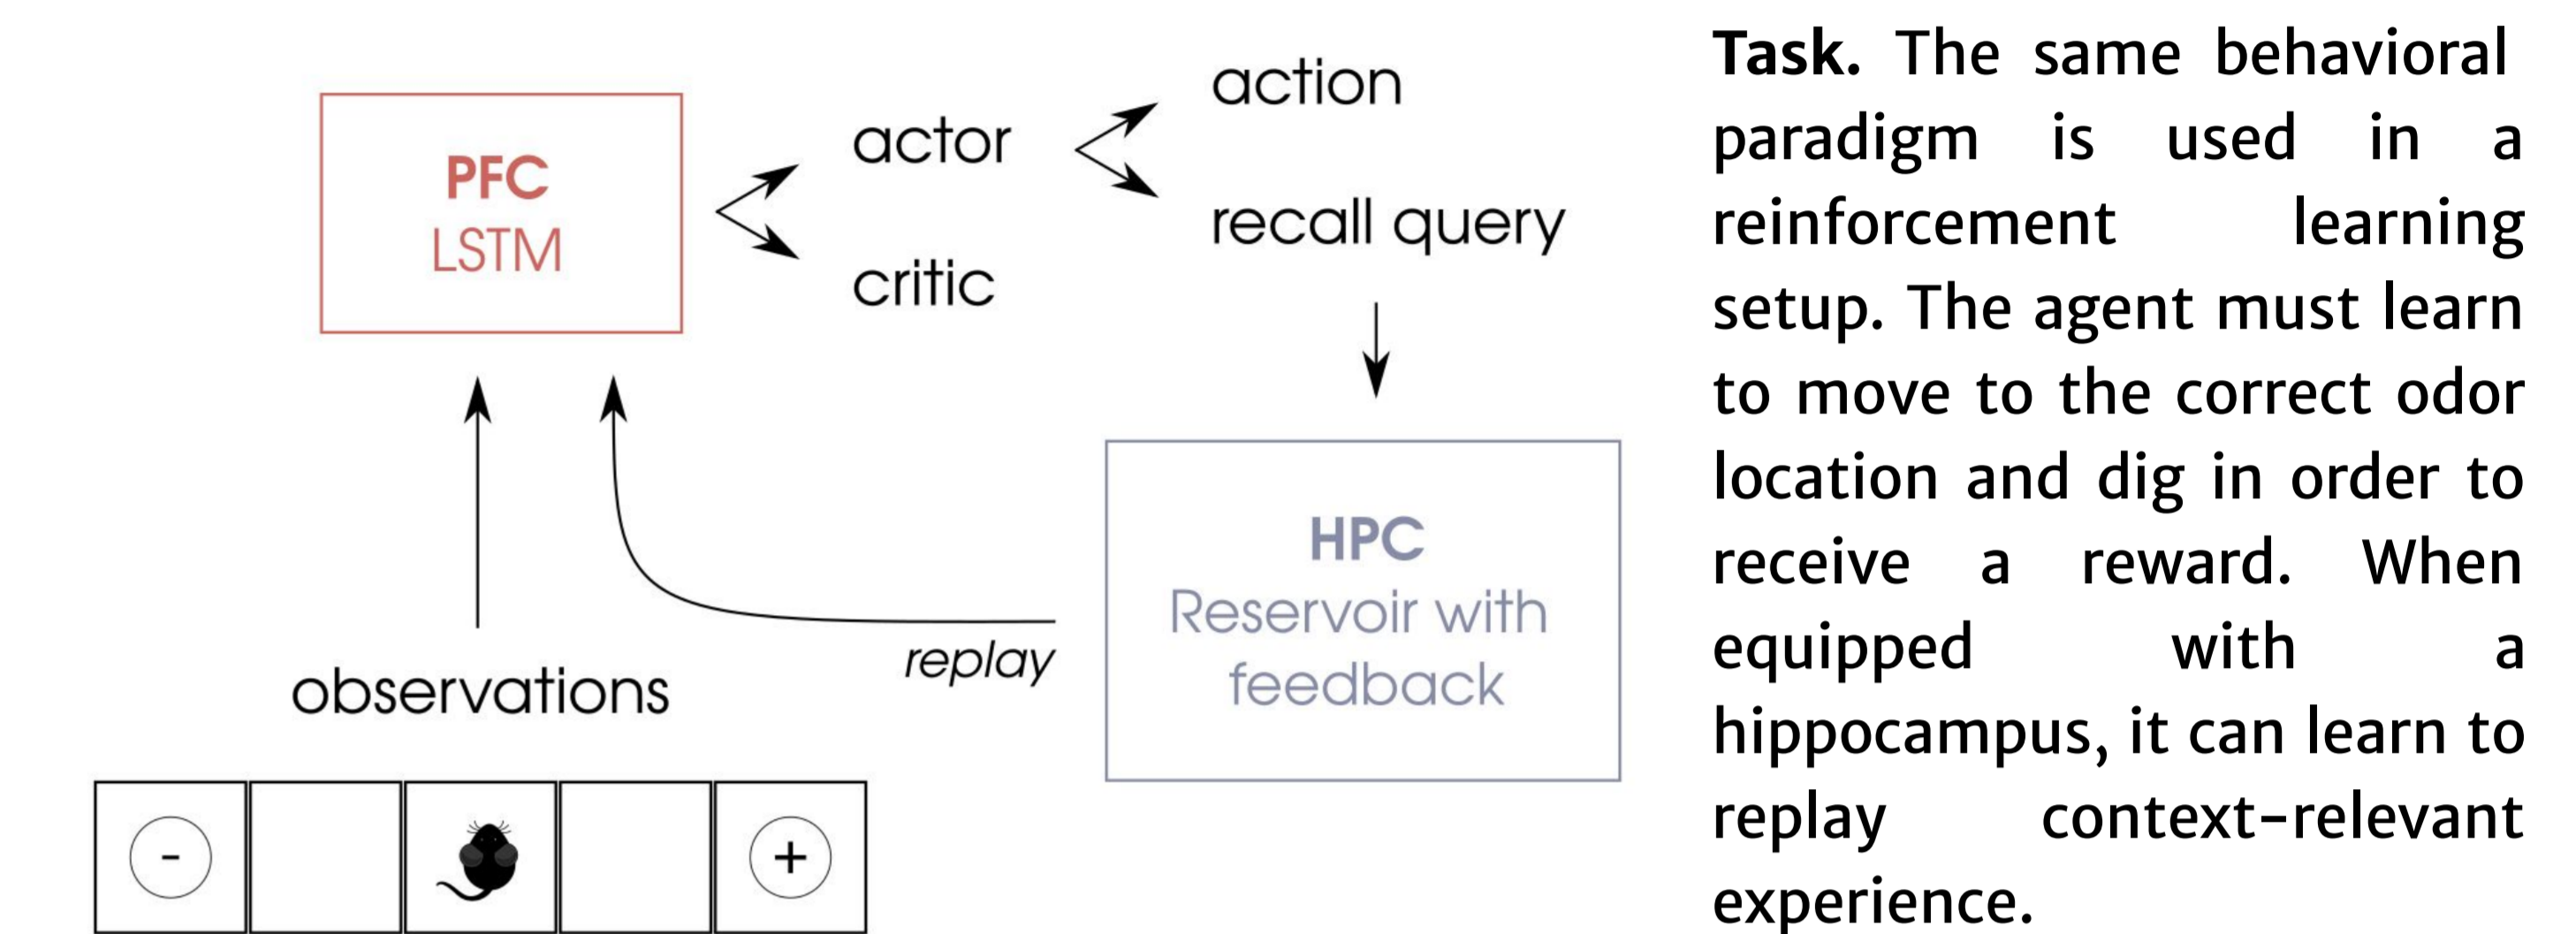 PFC
LSTM
actor
critic
action
recall query
HPC
Reservoir with
feedback
replay
observations
-
+
Task. The same behavioral
paradigm is used in a
reinforcement learning
setup. The agent must learn
to move to the correct odor
location and dig in order to
receive a reward. When
equipped with a
hippocampus, it can learn to
replay context-relevant
experience.